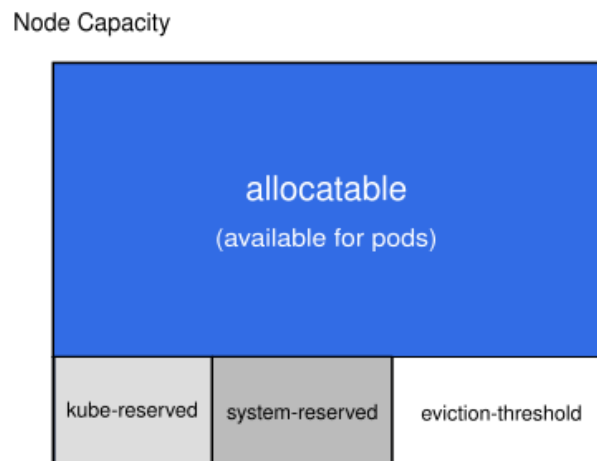 Node Capacity
allocatable
(available for pods)
kube-reserved
system-reserved
eviction-threshold